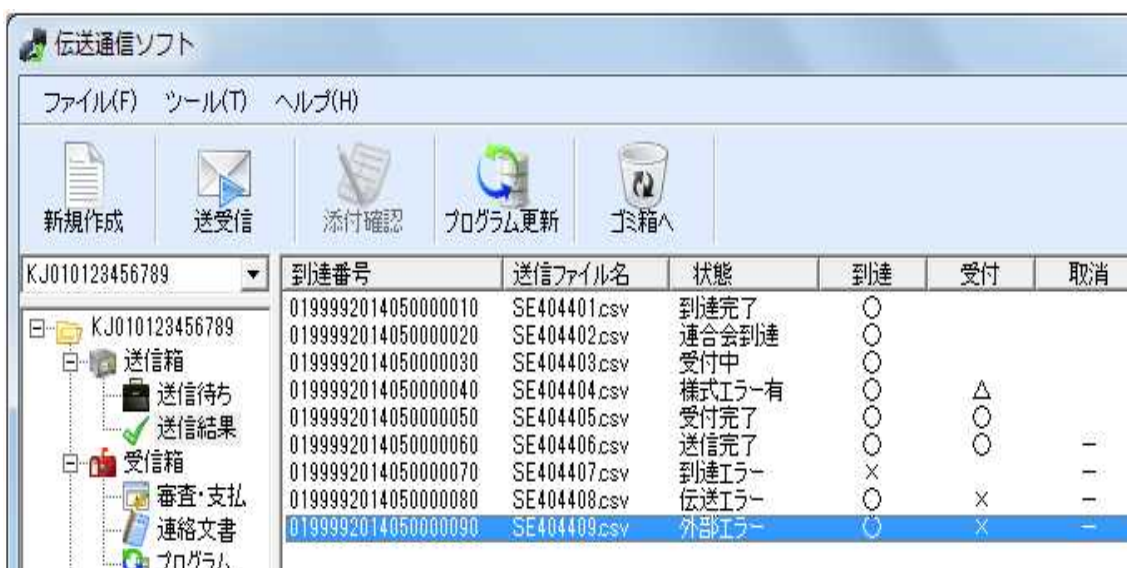 伝送通信ソフト
ファイル(F) ツール(T) ヘルプ(H)
新規作成 送受信 添付確認 プログラム更新 ゴミ箱へ
KJ010123456789
KJ010123456789
送信箱
送信待ち
送信結果
受信箱
審査・支払
連絡文書
プログラム
到達番号 送信ファイル名 状態 到達 受付 取消
0199992014050000010 SE404401.csv 到達完了 ○
0199992014050000020 SE404402.csv 連合会到達 ○
0199992014050000030 SE404403.csv 受付中 ○
0199992014050000040 SE404404.csv 様式エラー有 ○ △
0199992014050000050 SE404405.csv 受付完了 ○ ○
0199992014050000060 SE404406.csv 送信完了 ○ ○ －
0199992014050000070 SE404407.csv 到達エラー × －
0199992014050000080 SE404408.csv 伝送エラー ○ × －
0199992014050000090 SE404409.csv 外部エラー ○ × －